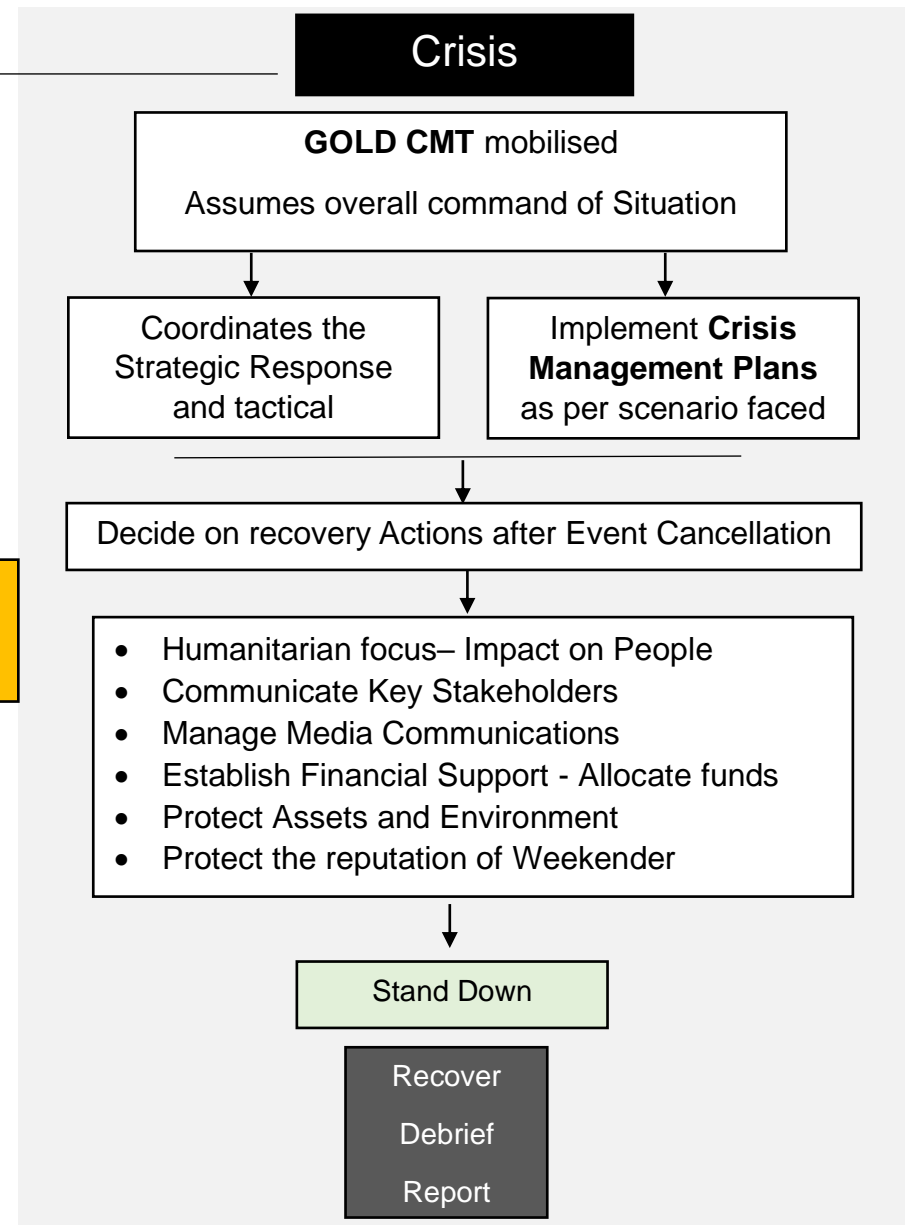 Crisis
GOLD CMT mobilised
Assumes overall command of Situation
Coordinates the
Strategic Response
and tactical
Implement Crisis
Management Plans
as per scenario faced
Decide on recovery Actions after Event Cancellation
• Humanitarian focus– Impact on People
• Communicate Key Stakeholders
• Manage Media Communications
• Establish Financial Support - Allocate funds
• Protect Assets and Environment
• Protect the reputation of Weekender
Stand Down
Recover
Debrief
Report